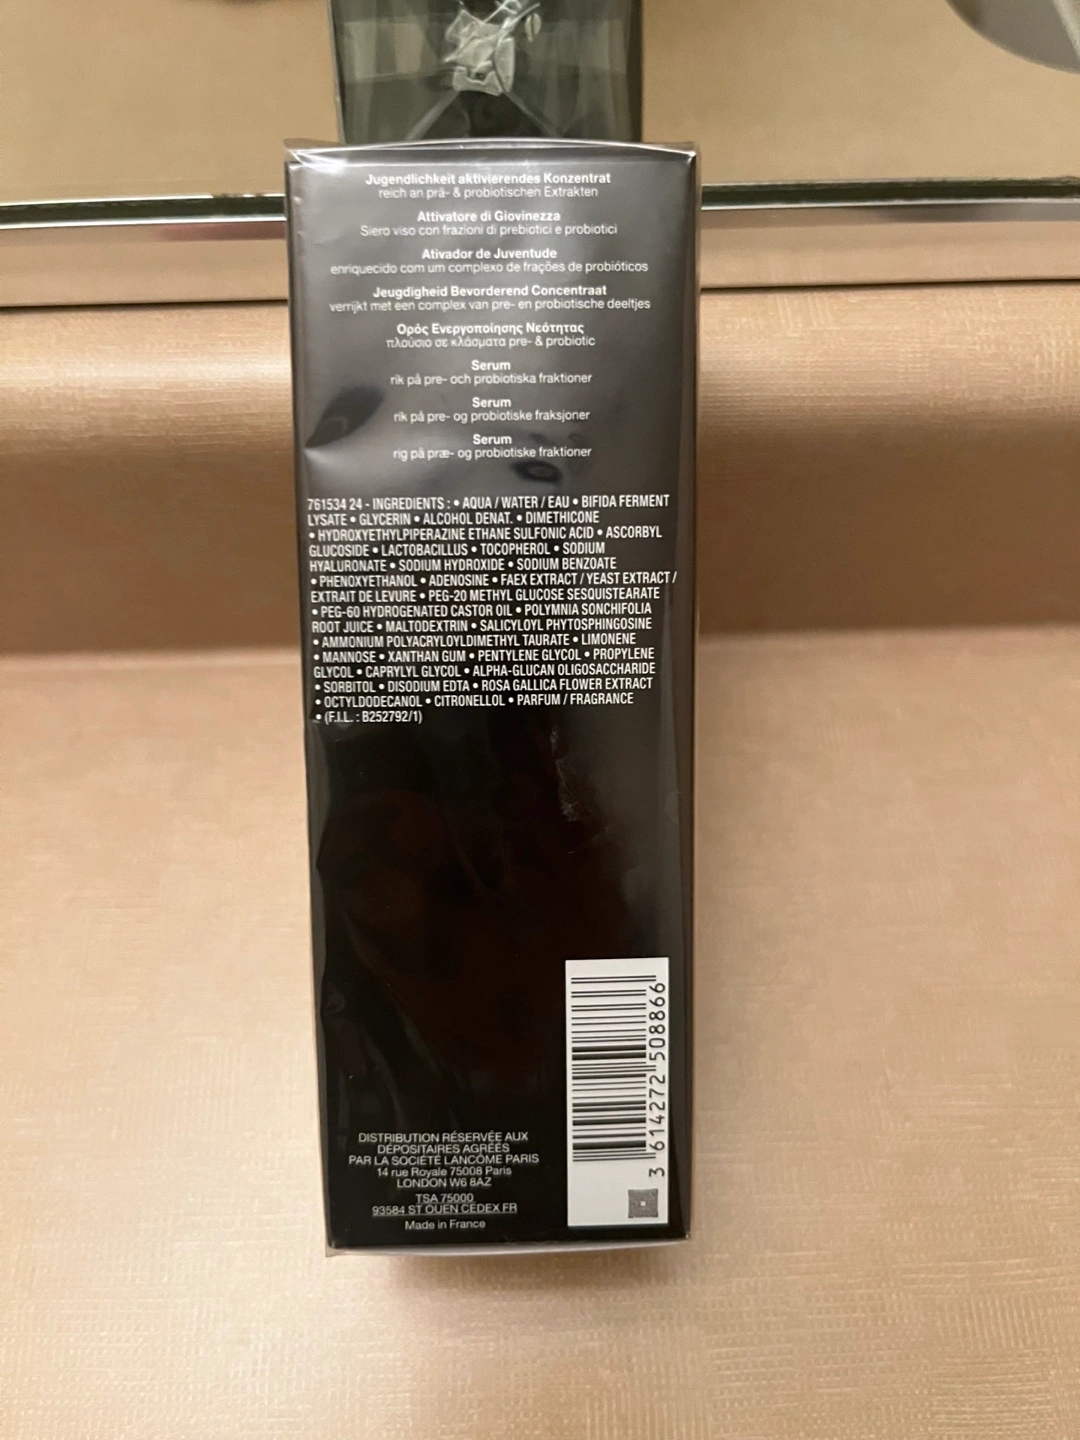 Jugendlichkeit aktivierendes Konzentrat
reich an prä- & probiotischen Extrakten
Attivatore di Giovinezza
Siero viso con frazioni di prebiotici e probiotici
Ativador de Juventude
enriquecido com um complexo de frações de probióticos
Jeugdigheid Bevorderend Concentraat
verrijkt met een complex van pre- en probiotische deeltjes
Ορός Ενεργοποίησης Νεότητας
πλούσιο σε κλάσματα pre- & probiotic
Serum
rik på pre- och probiotiska fraktioner
Serum
rik på pre- og probiotiske fraksjoner
Serum
rig på præ- og probiotiske fraktioner
761534 24 - INGREDIENTS : • AQUA / WATER / EAU • BIFIDA FERMENT
LYSATE • GLYCERIN • ALCOHOL DENAT. • DIMETHICONE
• HYDROXYETHYLPIPERAZINE ETHANE SULFONIC ACID • ASCORBYL
GLUCOSIDE • LACTOBACILLUS • TOCOPHEROL • SODIUM
HYALURONATE • SODIUM HYDROXIDE • SODIUM BENZOATE
• PHENOXYETHANOL • ADENOSINE • FAEX EXTRACT / YEAST EXTRACT /
EXTRAIT DE LEVURE • PEG-20 METHYL GLUCOSE SESQUISTEARATE
• PEG-60 HYDROGENATED CASTOR OIL • POLYMNIA SONCHIFOLIA
ROOT JUICE • MALTODEXTRIN • SALICYLOYL PHYTOSPHINGOSINE
• AMMONIUM POLYACRYLOYLDIMETHYL TAURATE • LIMONENE
• MANNOSE • XANTHAN GUM • PENTYLENE GLYCOL • PROPYLENE
GLYCOL • CAPRYLYL GLYCOL • ALPHA-GLUCAN OLIGOSACCHARIDE
• SORBITOL • DISODIUM EDTA • ROSA GALLICA FLOWER EXTRACT
• OCTYLDODECANOL • CITRONELLOL • PARFUM / FRAGRANCE
• (F.I.L. : B252792/1)
DISTRIBUTION RÉSERVÉE AUX
DÉPOSITAIRES AGRÉÉS
PAR LA SOCIÉTÉ LANCÔME PARIS
14 rue Royale 75008 Paris
LONDON W6 8AZ
TSA 75000
93584 ST OUEN CEDEX FR
Made in France
3 614272 508866